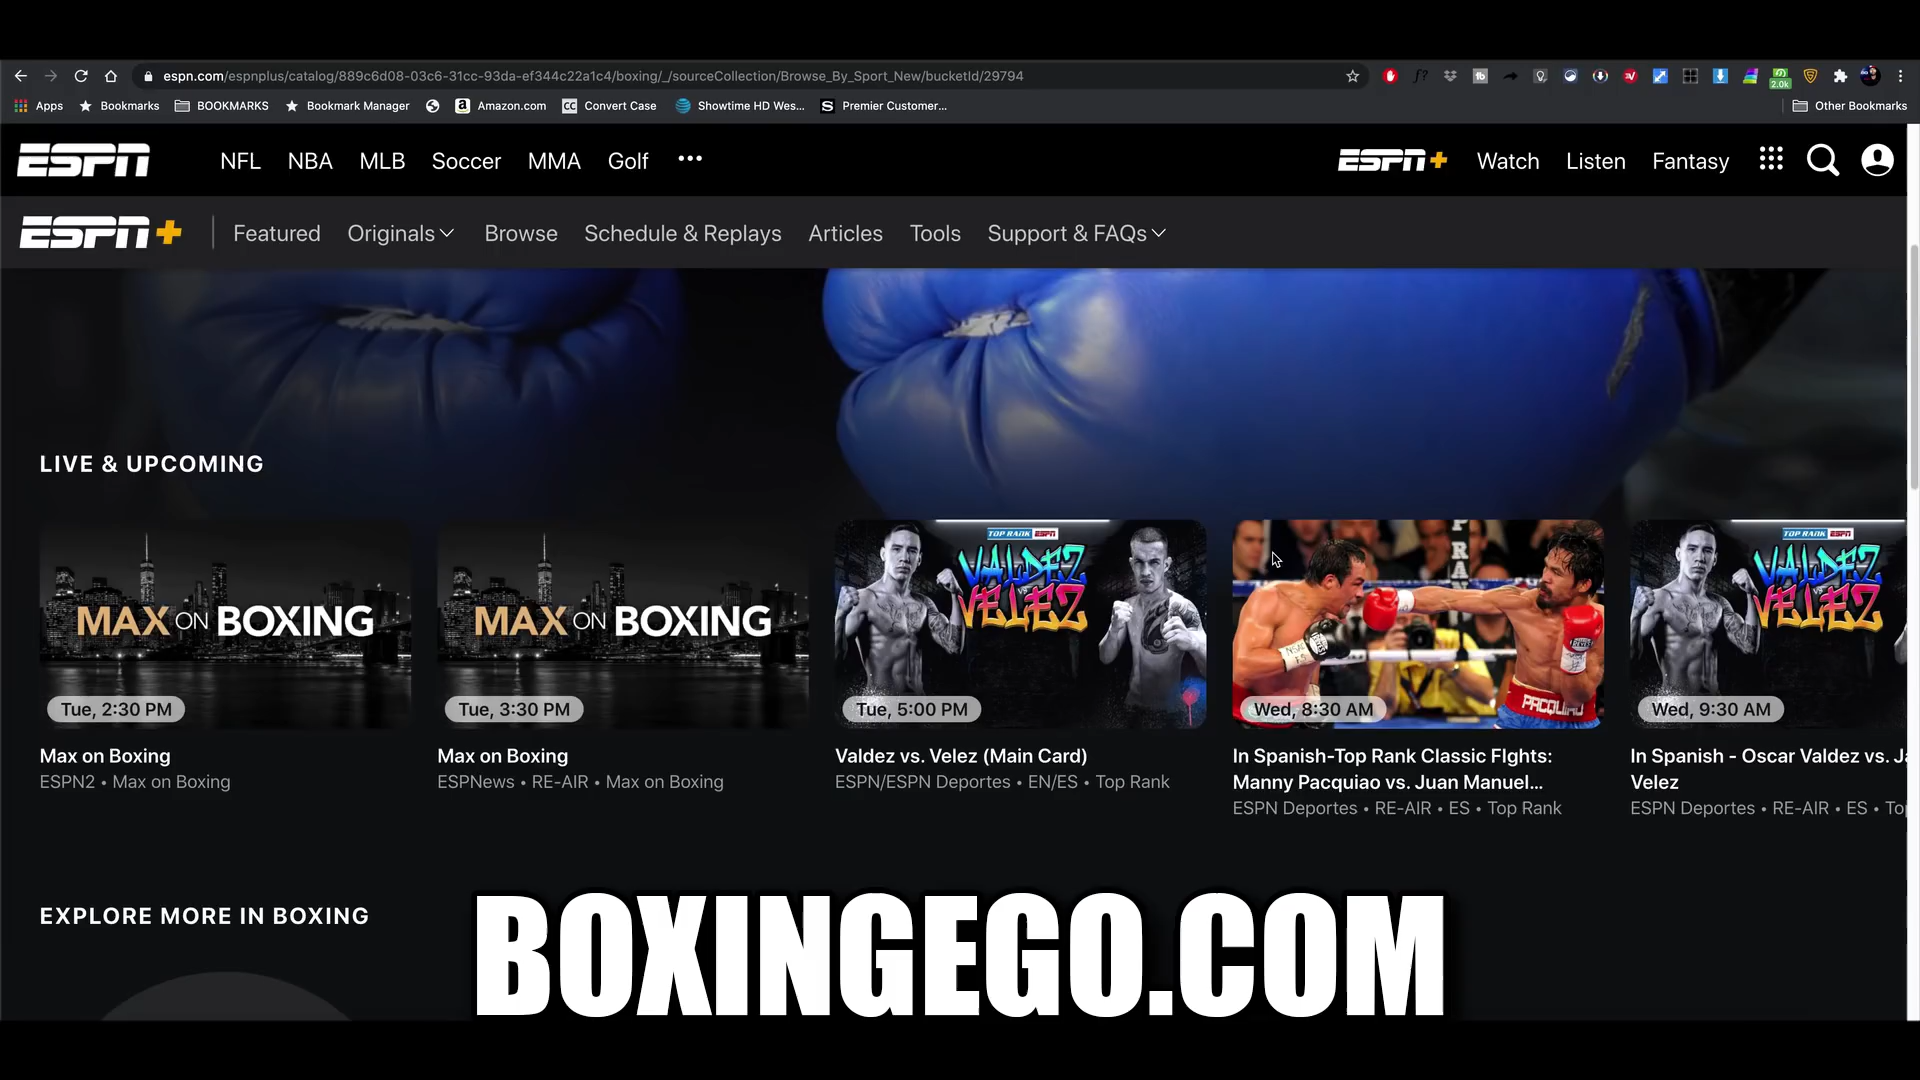 espn.com/espnplus/catalog/889c6d08-03c6-31cc-93da-ef344c22a1c4/boxing/_/sourceCollection/Browse_By_Sport_New/bucketId/29794
2.0k
Apps Bookmarks BOOKMARKS Bookmark Manager Amazon.com CC Convert Case Showtime HD Wes... S Premier Customer... Other Bookmarks
ESPN NFL NBA MLB Soccer MMA Golf ••• ESPN+ Watch Listen Fantasy
ESPN+ Featured Originals Browse Schedule & Replays Articles Tools Support & FAQs
LIVE & UPCOMING
MAX ON BOXING
Tue, 2:30 PM
Max on Boxing
ESPN2 • Max on Boxing
MAX ON BOXING
Tue, 3:30 PM
Max on Boxing
ESPNews • RE-AIR • Max on Boxing
TOP RANK ESPN
VALDEZ
VELEZ
Tue, 5:00 PM
Valdez vs. Velez (Main Card)
ESPN/ESPN Deportes • EN/ES • Top Rank
PACQUIAO
Wed, 8:30 AM
In Spanish-Top Rank Classic FIghts:
Manny Pacquiao vs. Juan Manuel...
ESPN Deportes • RE-AIR • ES • Top Rank
TOP RANK ESPN
VALDEZ
VELEZ
Wed, 9:30 AM
In Spanish - Oscar Valdez vs. Ja
Velez
ESPN Deportes • RE-AIR • ES • Top
EXPLORE MORE IN BOXING
BOXINGEGO.COM